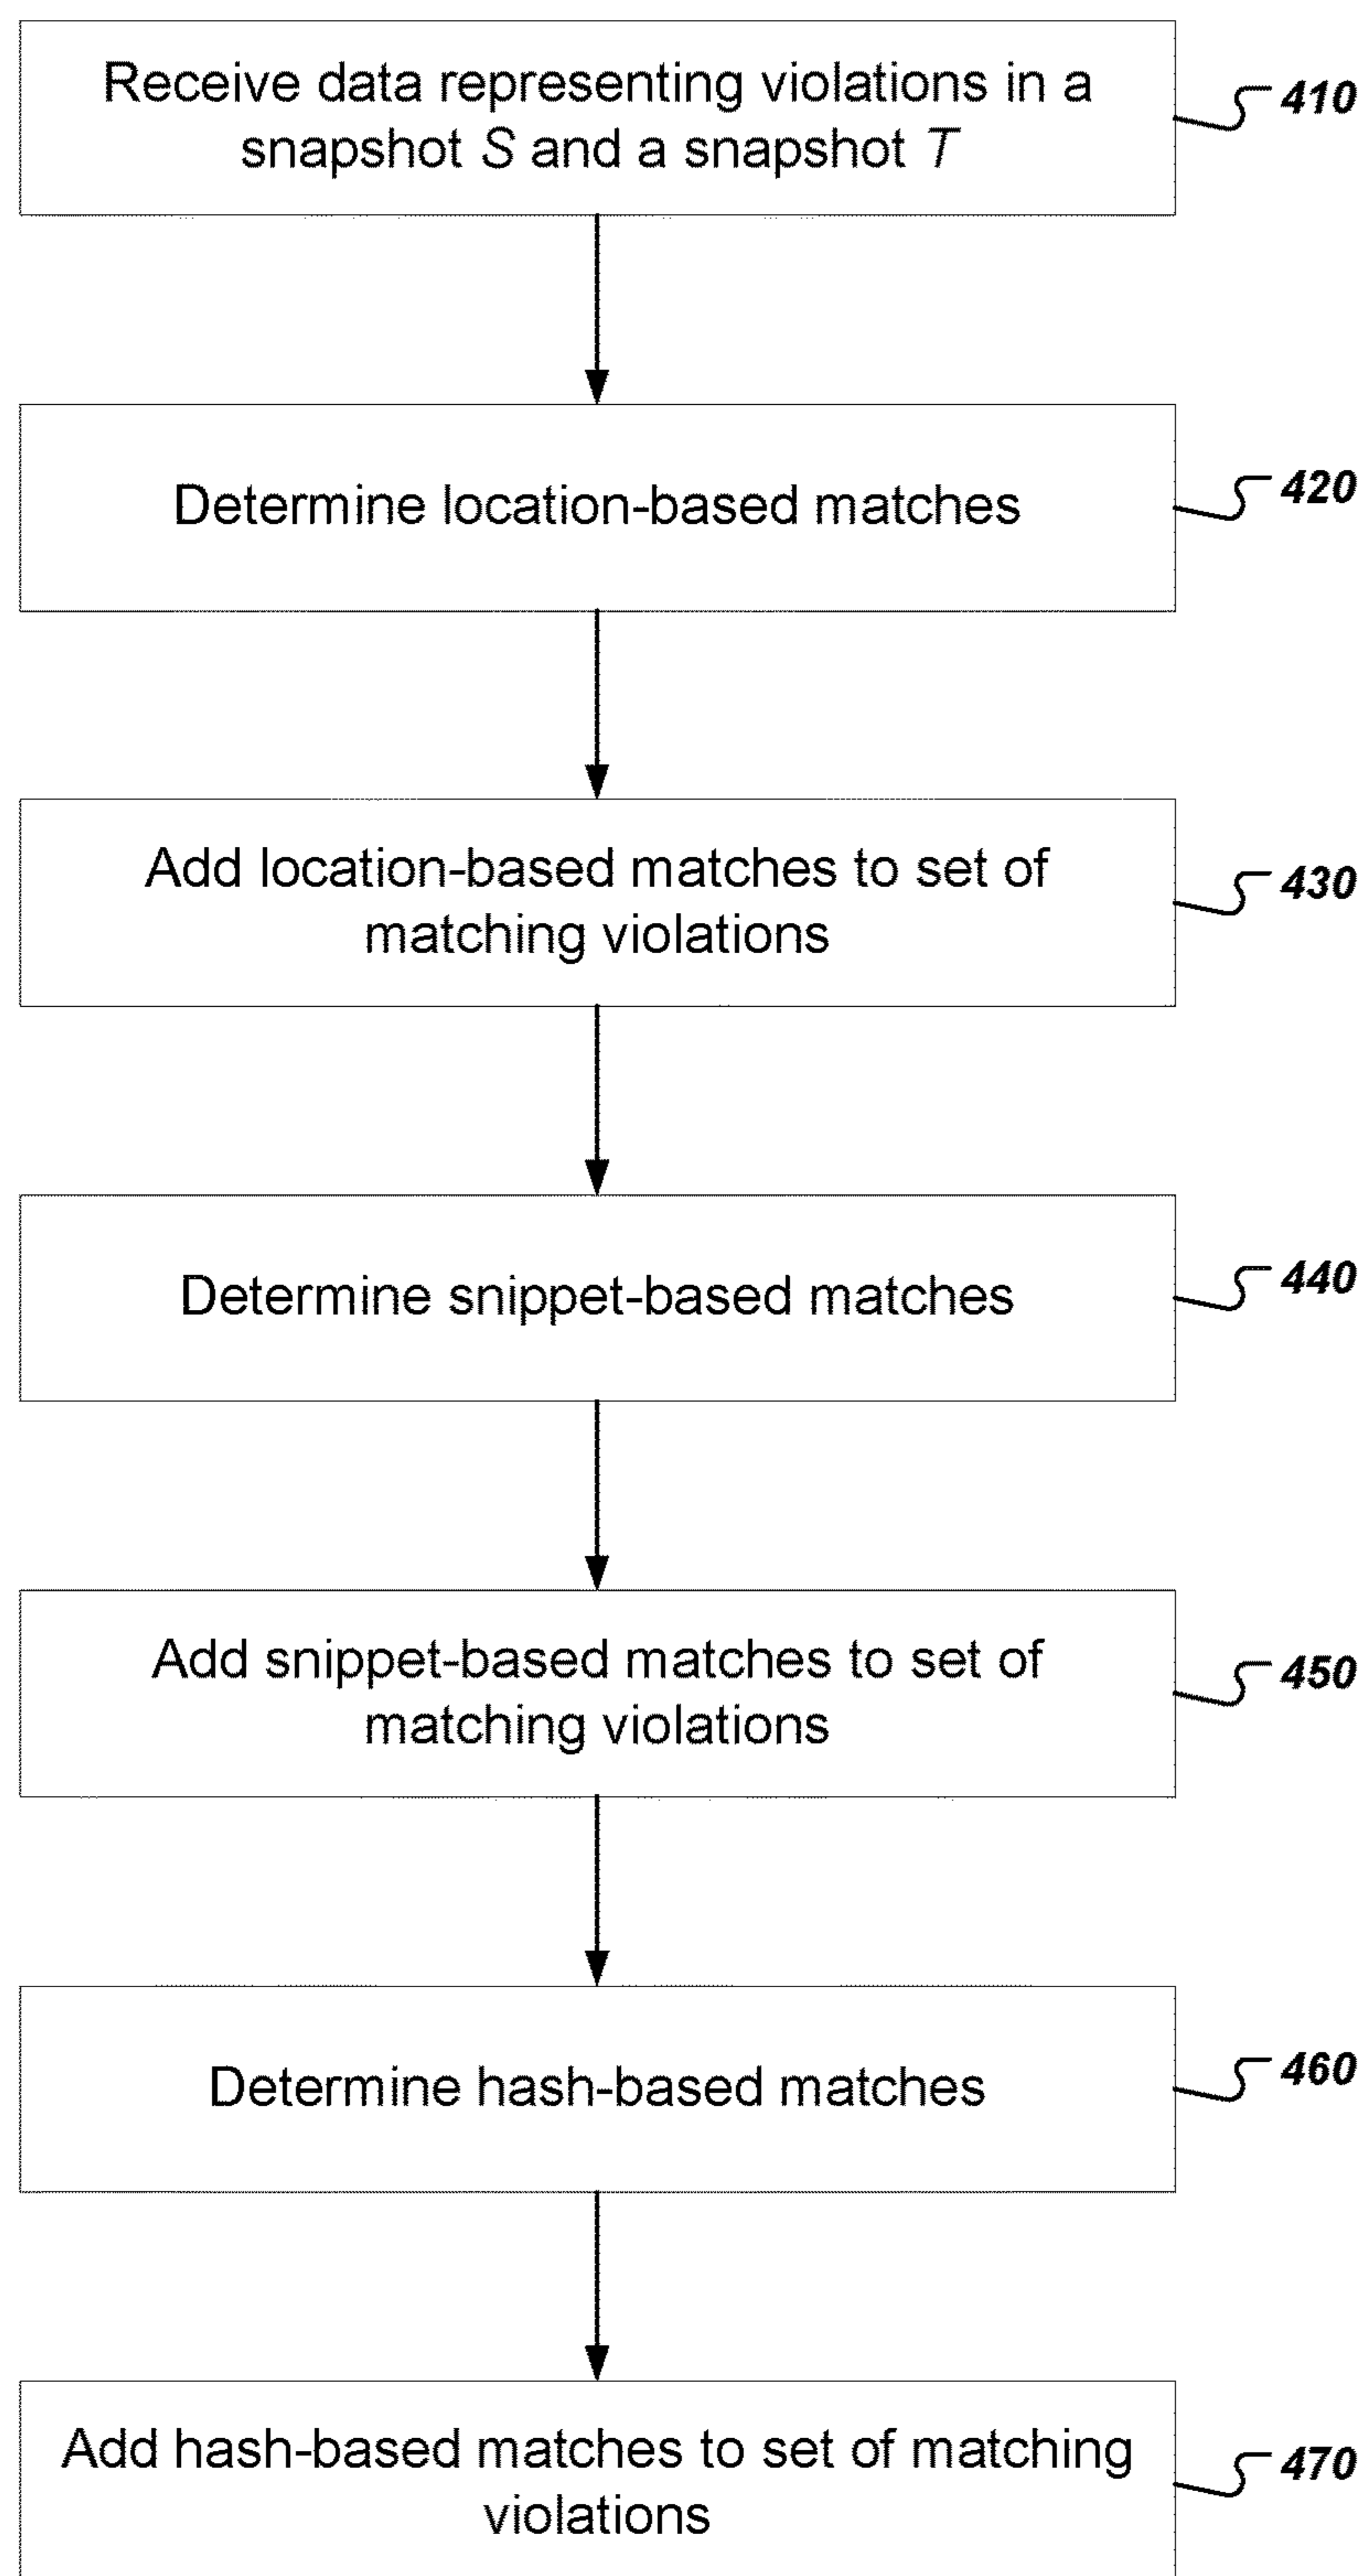 Receive data representing violations in a
snapshot S and a snapshot T
410
Determine location-based matches
420
Add location-based matches to set of
matching violations
430
Determine snippet-based matches
440
Add snippet-based matches to set of
matching violations
450
Determine hash-based matches
460
Add hash-based matches to set of matching
violations
470